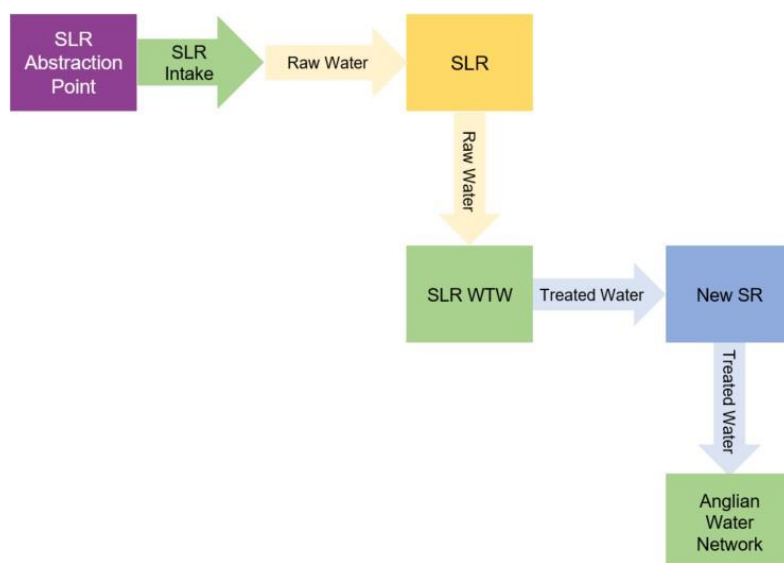 SLR
Abstraction
Point
SLR
Intake
Raw Water
SLR
Raw Water
SLR WTW
Treated Water
New SR
Treated Water
Anglian
Water
Network